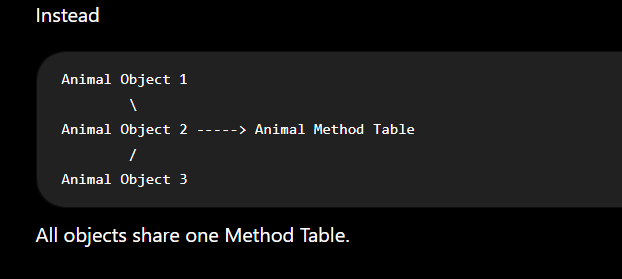 Instead
Animal Object 1
        \
Animal Object 2 -----> Animal Method Table
        /
Animal Object 3
All objects share one Method Table.